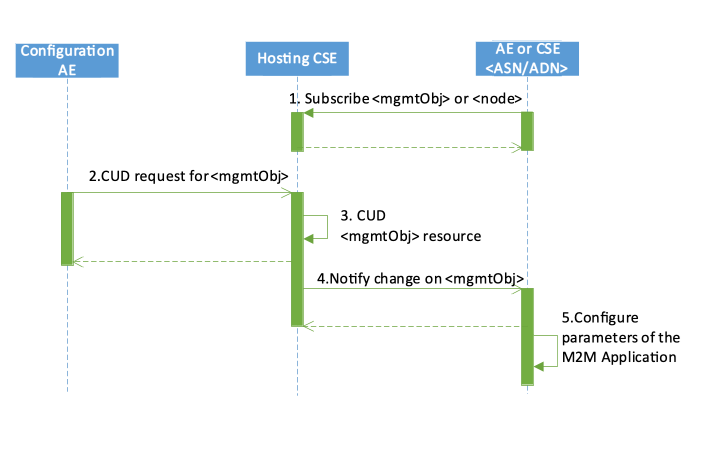 Configuration
AE
Hosting CSE
AE or CSE
<ASN/ADN>
1. Subscribe <mgmtObj> or <node>
2.CUD request for <mgmtObj>
3. CUD
<mgmtObj> resource
4.Notify change on <mgmtObj>
5.Configure
parameters of the
M2M Application